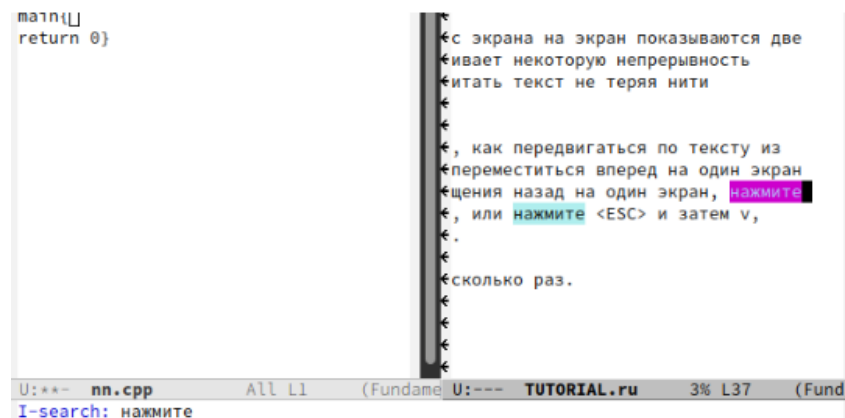 main{}
return 0}
с экрана на экран показываются две
ивает некоторую непрерывность
итать текст не теряя нити
, как передвигаться по тексту из
переместиться вперед на один экран
щения назад на один экран, нажмите
, или нажмите <ESC> и затем v,
.
сколько раз.
U:**- nn.cpp All L1 (Fundame
U:--- TUTORIAL.ru 3% L37 (Fund
I-search: нажмите